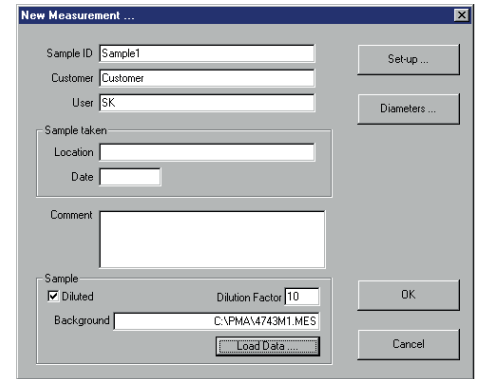 New Measurement ...
Sample ID Sample1
Set-up ...
Customer Customer
User SK
Diameters ...
Sample taken
Location
Date
Comment
Sample
Diluted Dilution Factor 10
OK
Background C:\PMA\4743M1.MES
Load Data ....
Cancel